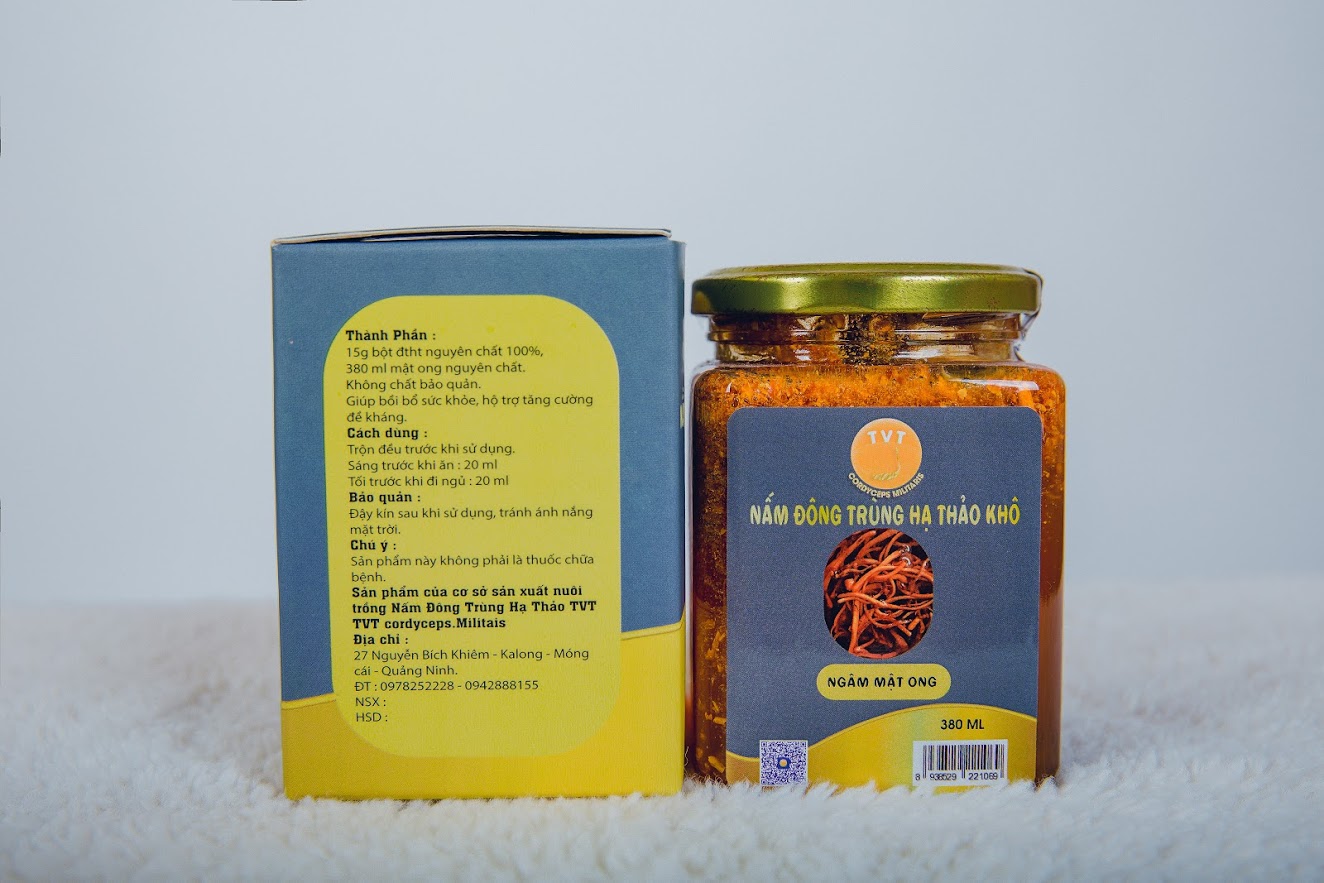 Thành Phần :
15g bột đtht nguyên chất 100%,
380 ml mật ong nguyên chất.
Không chất bảo quản.
Giúp bồi bổ sức khỏe, hộ trợ tăng cường
đề kháng.
Cách dùng :
Trộn đều trước khi sử dụng.
Sáng trước khi ăn : 20 ml
Tối trước khi đi ngủ : 20 ml
Bảo quản :
Đậy kín sau khi sử dụng, tránh ánh nắng
mặt trời.
Chú ý :
Sản phẩm này không phải là thuốc chữa
bệnh.
Sản phẩm của cơ sở sản xuất nuôi
trồng Nấm Đông Trùng Hạ Thảo TVT
TVT cordyceps.Militais
Địa chỉ :
27 Nguyễn Bích Khiêm - Kalong - Móng
cái - Quảng Ninh.
ĐT : 0978252228 - 0942888155
NSX :
HSD :
TVT
CORDYCEPS MILITARIS
NẤM ĐÔNG TRÙNG HẠ THẢO KHÔ
NGÂM MẬT ONG
380 ML
8 938529 221069